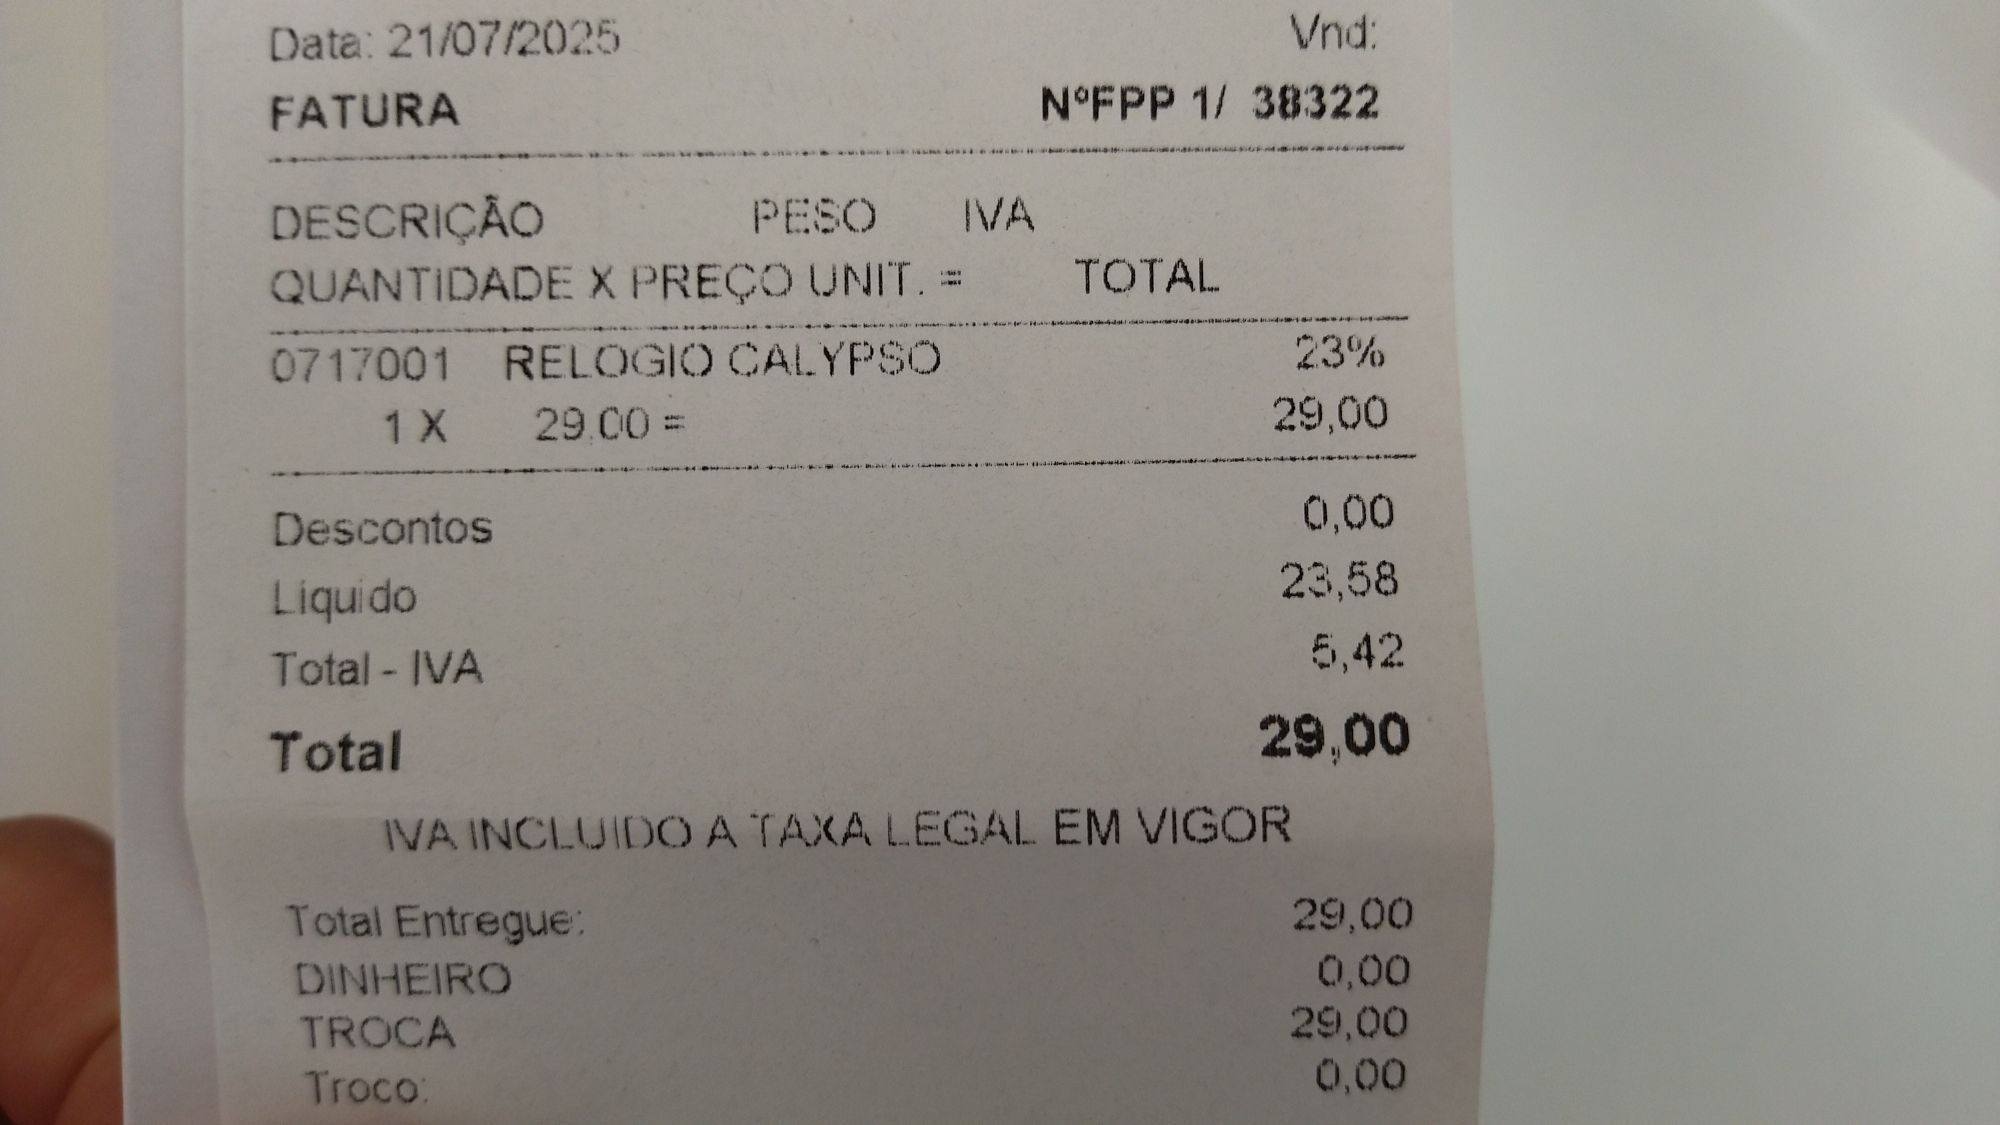 Data: 21/07/2025 Vnd:
FATURA NºFPP 1/ 38322
DESCRIÇÃO PESO IVA
QUANTIDADE X PREÇO UNIT. = TOTAL
0717001 RELOGIO CALYPSO 23%
1 X 29.00 = 29,00
Descontos 0,00
Liquido 23,58
Total - IVA 5,42
Total 29,00
IVA INCLUIDO A TAXA LEGAL EM VIGOR
Total Entregue: 29,00
DINHEIRO 0,00
TROCA 29,00
Troco: 0,00